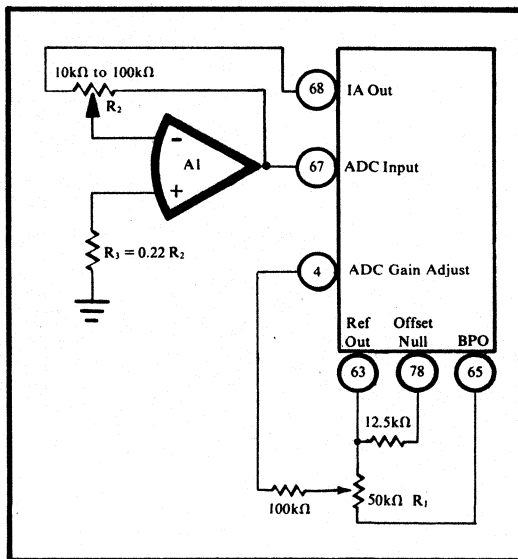 10kΩ to 100kΩ
R₂
68 IA Out
−
A1
+
67 ADC Input
R₃ = 0.22 R₂
4 ADC Gain Adjust
Ref Out
Offset Null
BPO
63
78
65
12.5kΩ
100kΩ
50kΩ R₁